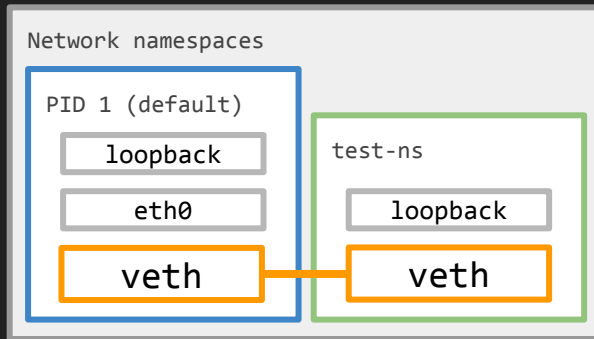 Network namespaces
PID 1 (default)
loopback
eth0
veth
test-ns
loopback
veth